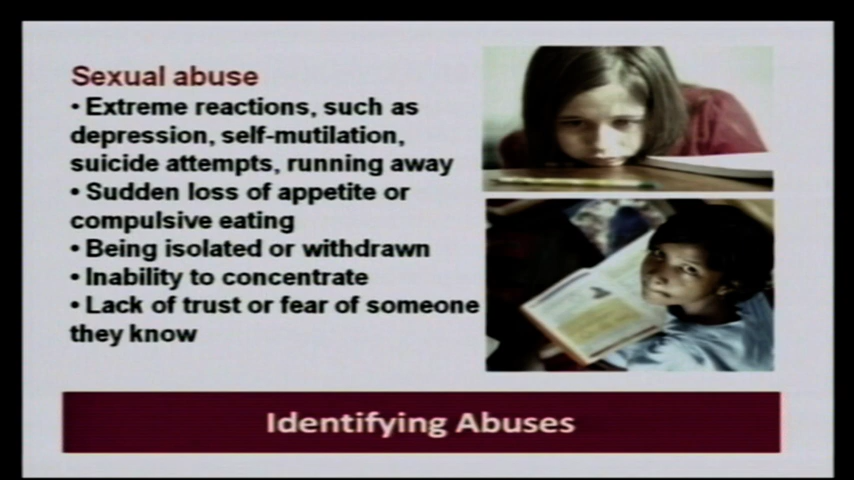 Sexual abuse
• Extreme reactions, such as
depression, self-mutilation,
suicide attempts, running away
• Sudden loss of appetite or
compulsive eating
• Being isolated or withdrawn
• Inability to concentrate
• Lack of trust or fear of someone
they know
Identifying Abuses